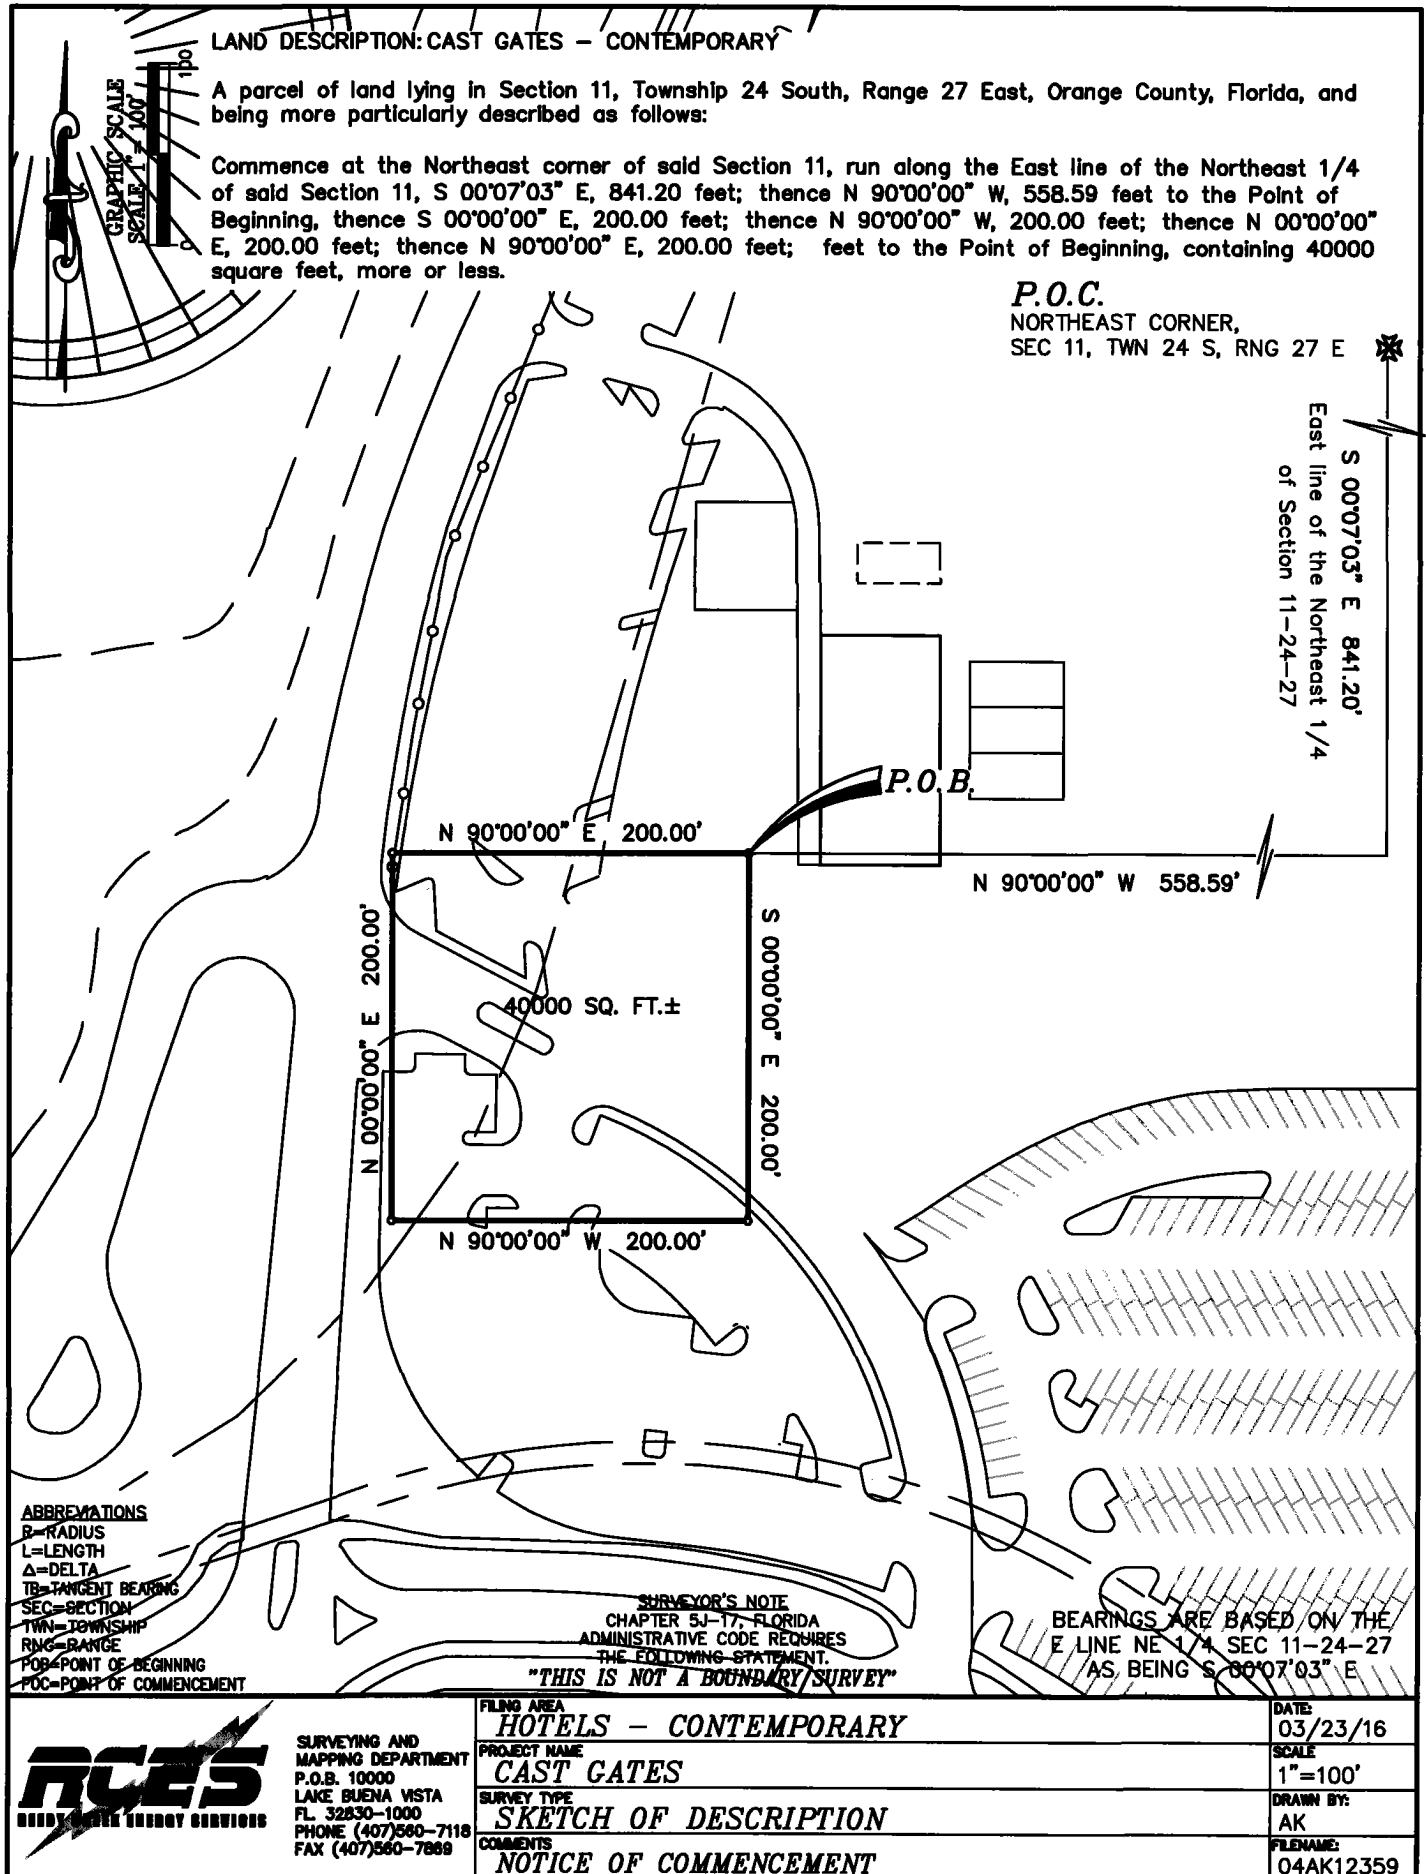 LAND DESCRIPTION: CAST GATES - CONTEMPORARY
A parcel of land lying in Section 11, Township 24 South, Range 27 East, Orange County, Florida, and
being more particularly described as follows:
Commence at the Northeast corner of said Section 11, run along the East line of the Northeast 1/4
of said Section 11, S 00°07'03" E, 841.20 feet; thence N 90°00'00" W, 558.59 feet to the Point of
Beginning, thence S 00°00'00" E, 200.00 feet; thence N 90°00'00" W, 200.00 feet; thence N 00°00'00"
E, 200.00 feet; thence N 90°00'00" E, 200.00 feet; feet to the Point of Beginning, containing 40000
square feet, more or less.
GRAPHIC SCALE
SCALE 1" = 100'
0
100
P.O.C.
NORTHEAST CORNER,
SEC 11, TWN 24 S, RNG 27 E
S 00°07'03" E 841.20'
East line of the Northeast 1/4
of Section 11-24-27
P.O.B.
N 90°00'00" E 200.00'
N 90°00'00" W 558.59'
N 00°00'00" E 200.00'
S 00°00'00" E 200.00'
40000 SQ. FT.±
N 90°00'00" W 200.00'
ABBREVIATIONS
R=RADIUS
L=LENGTH
Δ=DELTA
TB=TANGENT BEARING
SEC=SECTION
TWN=TOWNSHIP
RNG=RANGE
POB=POINT OF BEGINNING
POC=POINT OF COMMENCEMENT
SURVEYOR'S NOTE
CHAPTER 5J-17, FLORIDA
ADMINISTRATIVE CODE REQUIRES
THE FOLLOWING STATEMENT.
"THIS IS NOT A BOUNDARY SURVEY"
BEARINGS ARE BASED ON THE
E LINE NE 1/4 SEC 11-24-27
AS BEING S 00°07'03" E
RCES
REEDY CREEK ENERGY SERVICES
SURVEYING AND
MAPPING DEPARTMENT
P.O.B. 10000
LAKE BUENA VISTA
FL. 32830-1000
PHONE (407)560-7118
FAX (407)560-7869
FILING AREA
HOTELS - CONTEMPORARY
PROJECT NAME
CAST GATES
SURVEY TYPE
SKETCH OF DESCRIPTION
COMMENTS
NOTICE OF COMMENCEMENT
DATE:
03/23/16
SCALE
1"=100'
DRAWN BY:
AK
FILENAME:
04AK12359